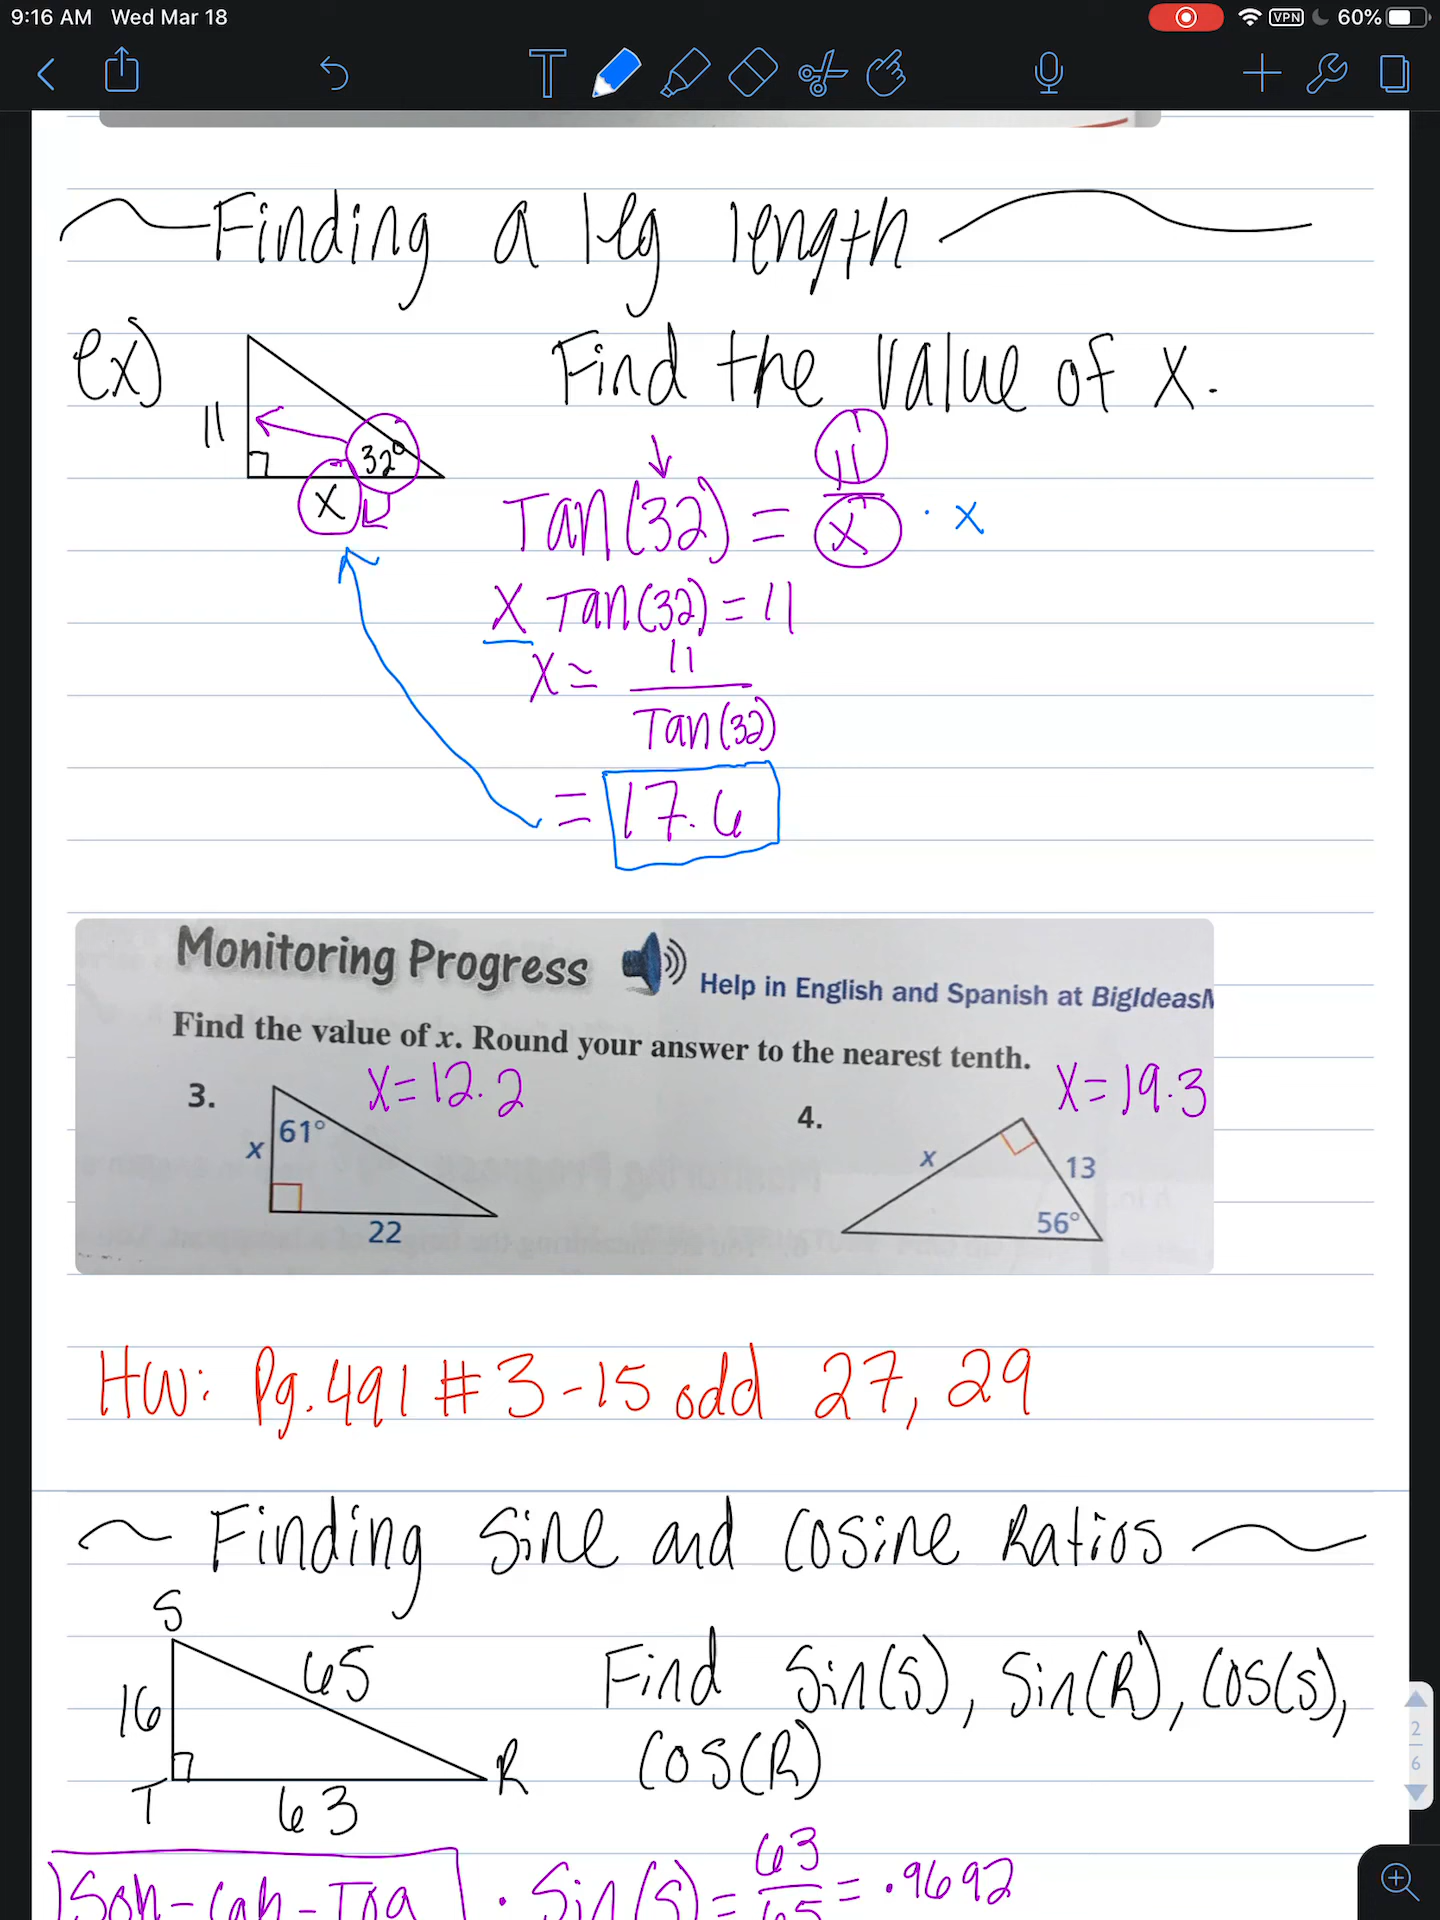 9:16 AM Wed Mar 18
VPN 60%
T
Finding a leg length
ex)
Find the value of x.
11
32°
x
Tan(32) = 11/x · x
x Tan(32) = 11
x = 11/Tan(32)
= 17.6
Monitoring Progress
Help in English and Spanish at BigIdeasM
Find the value of x. Round your answer to the nearest tenth.
3.
x = 12.2
61°
x
22
4.
x = 19.3
x
13
56°
HW: Pg. 491 # 3-15 odd 27, 29
Finding Sine and Cosine Ratios
S
65
16
T
63
R
Find Sin(S), Sin(R), Cos(S),
Cos(R)
2
6
Soh-Cah-Toa
· Sin(S) = 63/65 = .9692